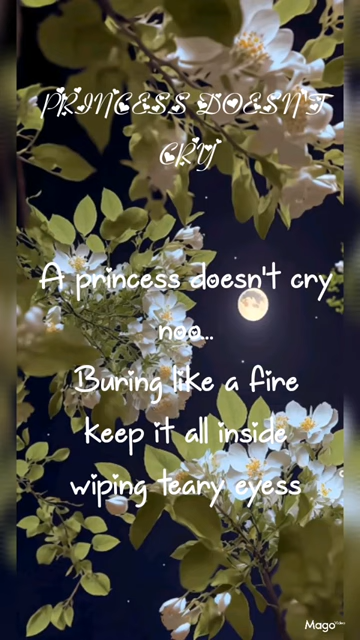 PRINCESS DOESN'T
CRY
A princess doesn't cry
noo..
Buring like a fire
keep it all inside
wiping teary eyess
Mago